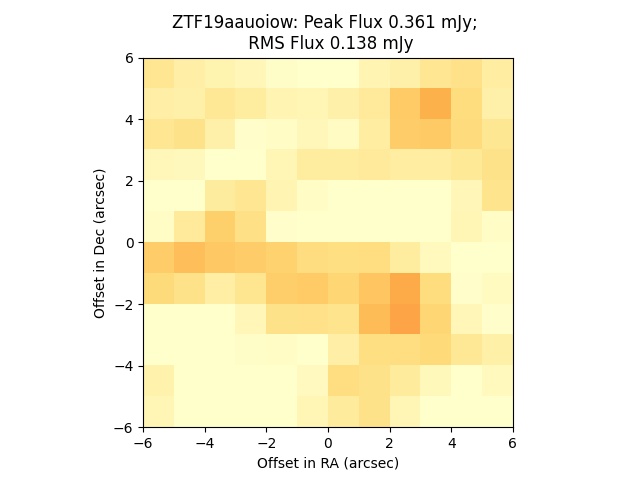 ZTF19aauoiow: Peak Flux 0.361 mJy;
RMS Flux 0.138 mJy
6
4
2
0
−2
−4
−6
Offset in Dec (arcsec)
−6 −4 −2 0 2 4 6
Offset in RA (arcsec)